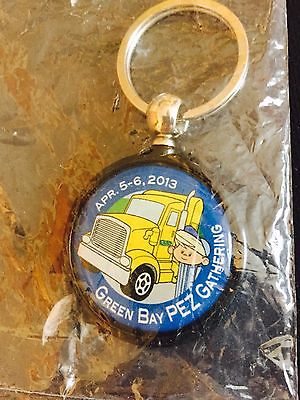 APR. 5-6, 2013
GREEN BAY PEZ GATHERING